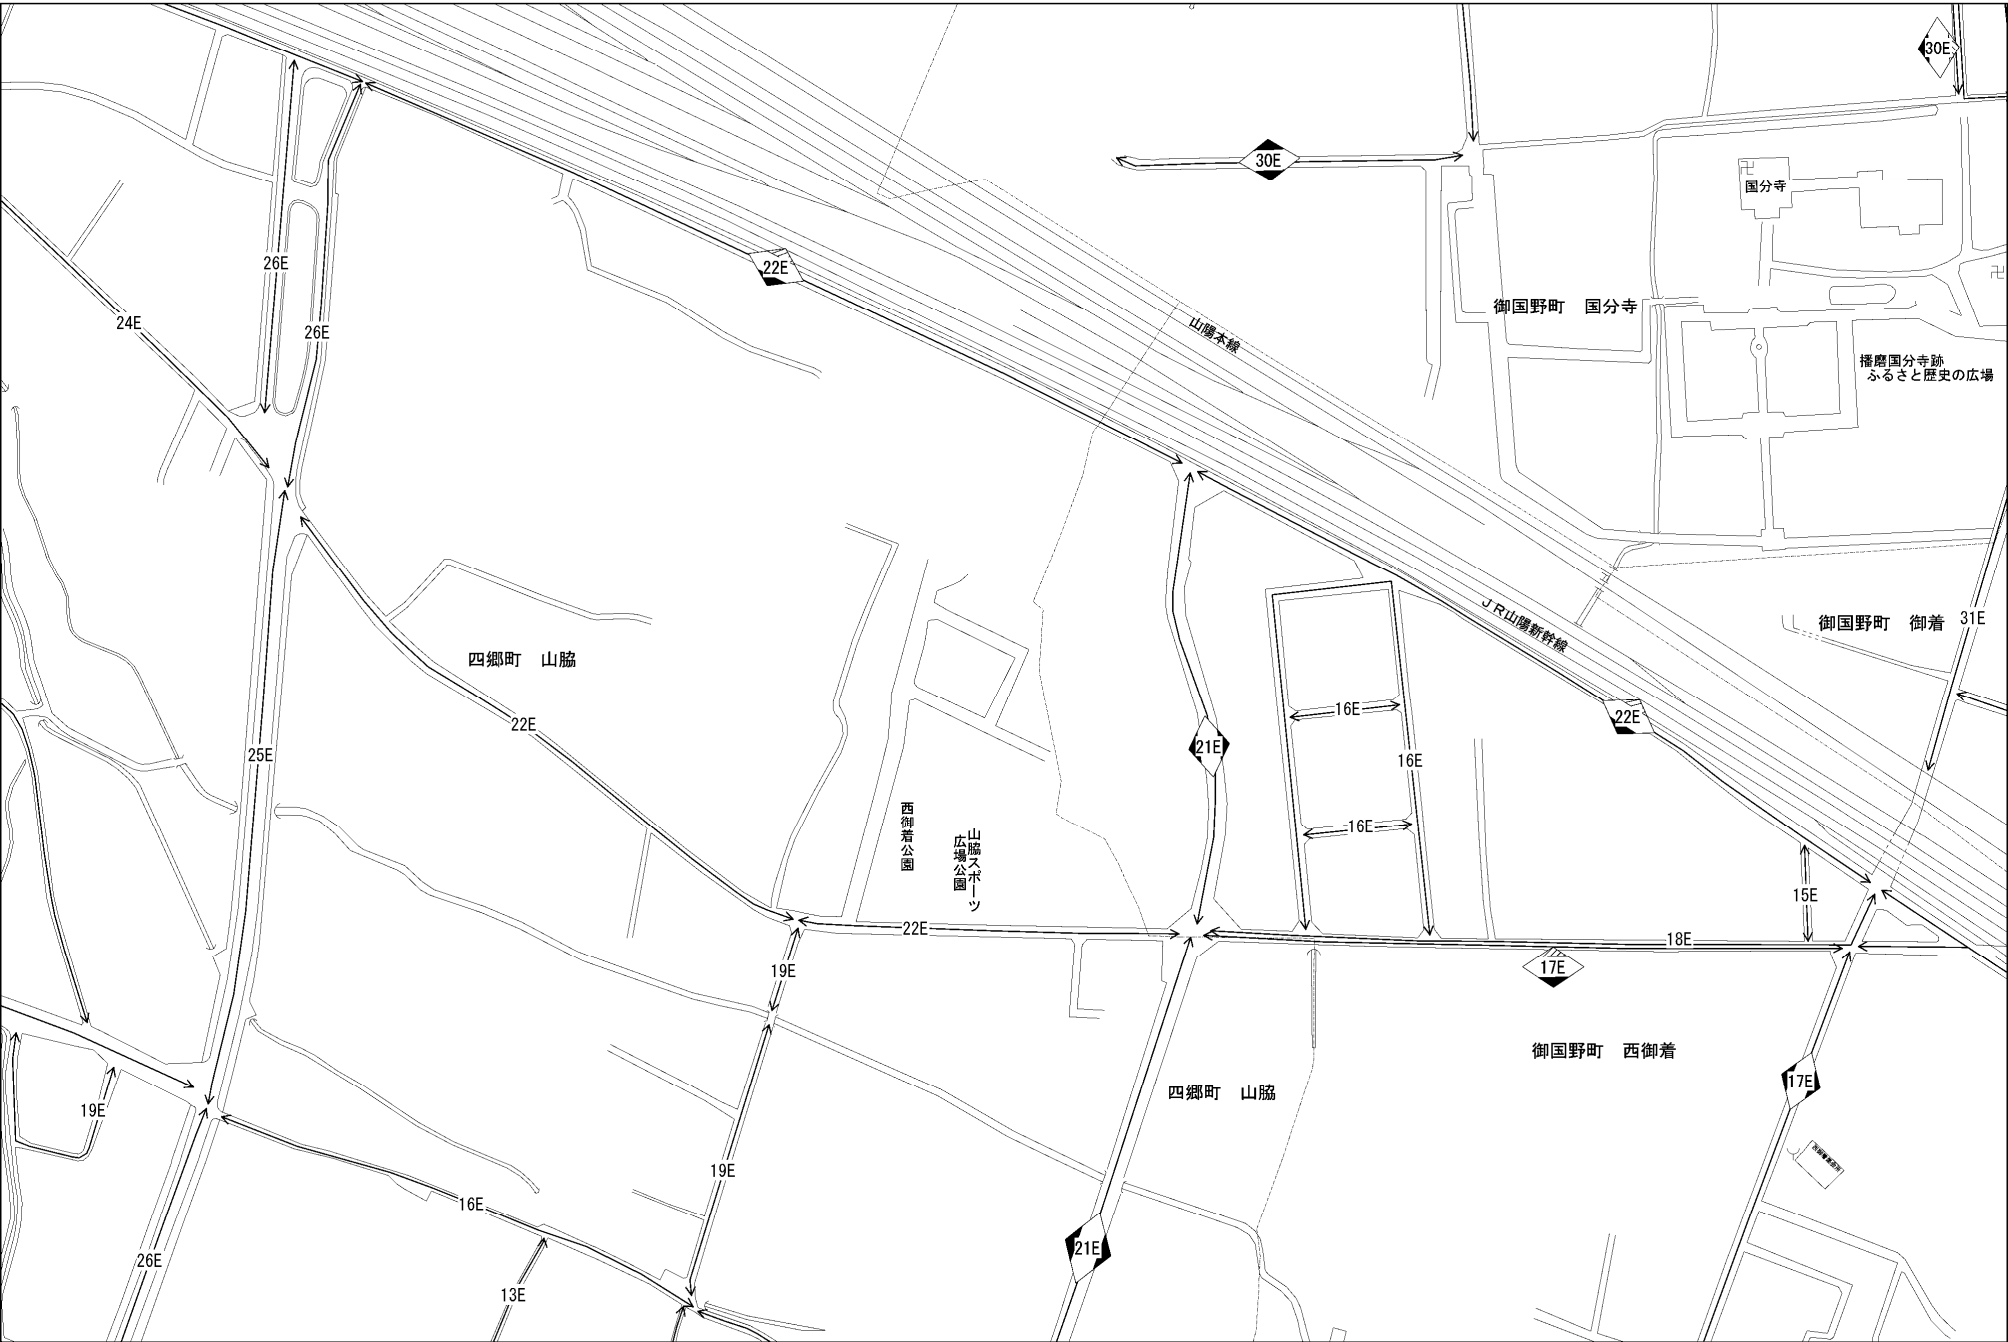 30E
30E
卍
国分寺
26E
22E
卍
24E
26E
御国野町　国分寺
山陽本線
播磨国分寺跡
ふるさと歴史の広場
ＪＲ山陽新幹線
御国野町　御着
31E
四郷町　山脇
22E
16E
22E
25E
21E
16E
16E
西御着公園
山脇スポーツ
広場公園
15E
22E
18E
19E
17E
御国野町　西御着
17E
四郷町　山脇
19E
19E
16E
21E
26E
13E